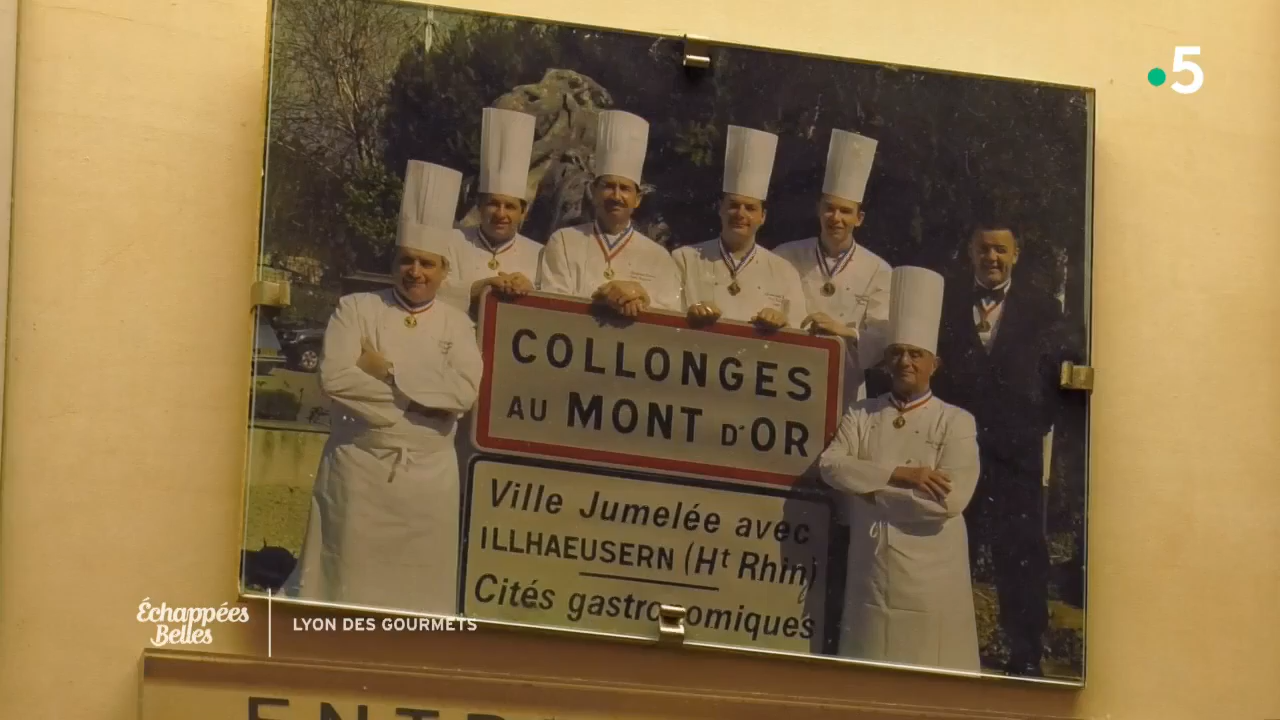 5
COLLONGES
AU MONT D'OR
Ville Jumelée avec
ILLHAEUSERN (Ht Rhin)
Cités gastronomiques
Échappées
Belles
LYON DES GOURMETS